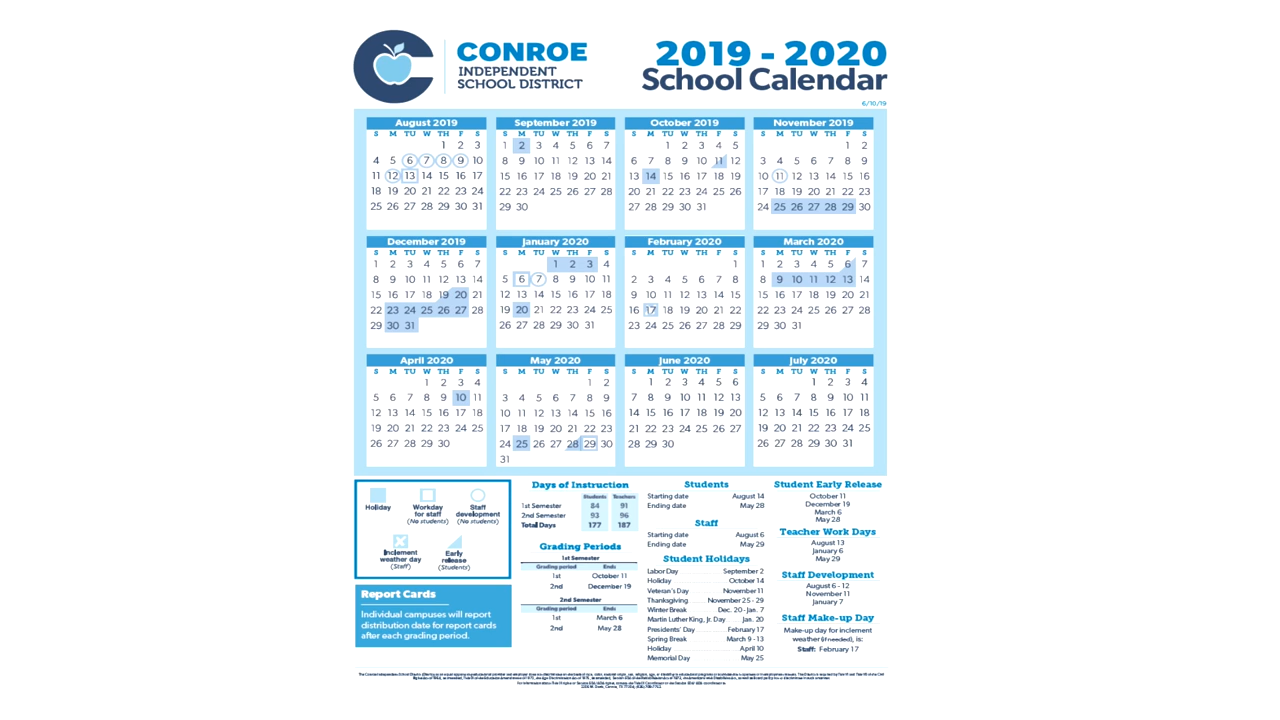 CONROE
INDEPENDENT
SCHOOL DISTRICT
2019 - 2020
School Calendar
6/10/19
August 2019
S M TU W TH F S
1 2 3
4 5 6 7 8 9 10
11 12 13 14 15 16 17
18 19 20 21 22 23 24
25 26 27 28 29 30 31
September 2019
S M TU W TH F S
1 2 3 4 5 6 7
8 9 10 11 12 13 14
15 16 17 18 19 20 21
22 23 24 25 26 27 28
29 30
October 2019
S M TU W TH F S
1 2 3 4 5
6 7 8 9 10 11 12
13 14 15 16 17 18 19
20 21 22 23 24 25 26
27 28 29 30 31
November 2019
S M TU W TH F S
1 2
3 4 5 6 7 8 9
10 11 12 13 14 15 16
17 18 19 20 21 22 23
24 25 26 27 28 29 30
December 2019
S M TU W TH F S
1 2 3 4 5 6 7
8 9 10 11 12 13 14
15 16 17 18 19 20 21
22 23 24 25 26 27 28
29 30 31
January 2020
S M TU W TH F S
1 2 3 4
5 6 7 8 9 10 11
12 13 14 15 16 17 18
19 20 21 22 23 24 25
26 27 28 29 30 31
February 2020
S M TU W TH F S
1
2 3 4 5 6 7 8
9 10 11 12 13 14 15
16 17 18 19 20 21 22
23 24 25 26 27 28 29
March 2020
S M TU W TH F S
1 2 3 4 5 6 7
8 9 10 11 12 13 14
15 16 17 18 19 20 21
22 23 24 25 26 27 28
29 30 31
April 2020
S M TU W TH F S
1 2 3 4
5 6 7 8 9 10 11
12 13 14 15 16 17 18
19 20 21 22 23 24 25
26 27 28 29 30
May 2020
S M TU W TH F S
1 2
3 4 5 6 7 8 9
10 11 12 13 14 15 16
17 18 19 20 21 22 23
24 25 26 27 28 29 30
31
June 2020
S M TU W TH F S
1 2 3 4 5 6
7 8 9 10 11 12 13
14 15 16 17 18 19 20
21 22 23 24 25 26 27
28 29 30
July 2020
S M TU W TH F S
1 2 3 4
5 6 7 8 9 10 11
12 13 14 15 16 17 18
19 20 21 22 23 24 25
26 27 28 29 30 31
Holiday
Workday
for staff
(No students)
Staff
development
(No students)
Inclement
weather day
(Staff)
Early
release
(Students)
Report Cards
Individual campuses will report
distribution date for report cards
after each grading period.
Days of Instruction
Students Teachers
1st Semester 84 91
2nd Semester 93 96
Total Days 177 187
Grading Periods
1st Semester
Grading period Ends
1st October 11
2nd December 19
2nd Semester
Grading period Ends
1st March 6
2nd May 28
Students
Starting date August 14
Ending date May 28
Staff
Starting date August 6
Ending date May 29
Student Holidays
Labor Day September 2
Holiday October 14
Veteran's Day November 11
Thanksgiving November 25 - 29
Winter Break Dec. 20 - Jan. 7
Martin Luther King, Jr. Day Jan. 20
Presidents' Day February 17
Spring Break March 9 - 13
Holiday April 10
Memorial Day May 25
Student Early Release
October 11
December 19
March 6
May 28
Teacher Work Days
August 13
January 6
May 29
Staff Development
August 6 - 12
November 11
January 7
Staff Make-up Day
Make-up day for inclement
weather (if needed), is:
Staff: February 17